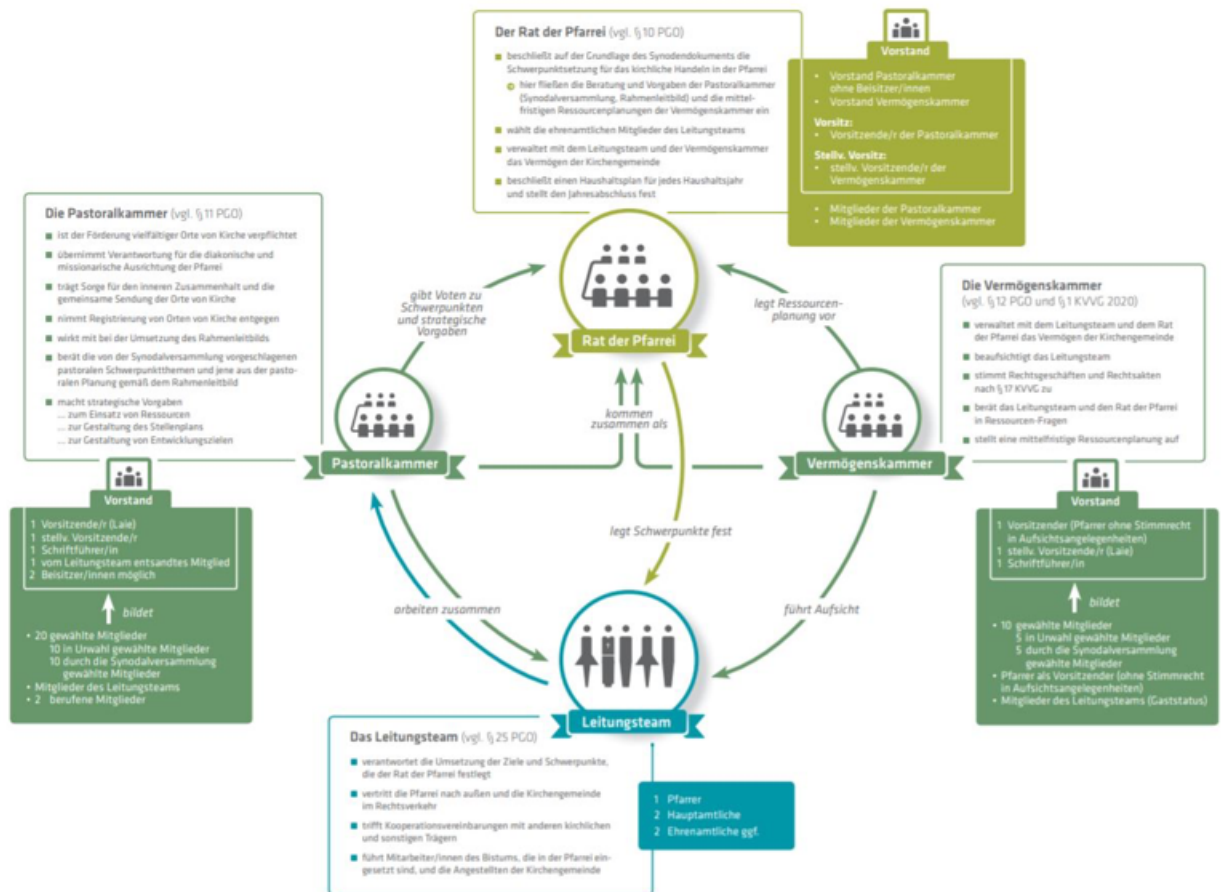 Der Rat der Pfarrei (vgl. § 10 PGO)
beschließt auf der Grundlage des Synodendokuments die
Schwerpunktsetzung für das kirchliche Handeln in der Pfarrei
hier fließen die Beratung und Vorgaben der Pastoralkammer
(Synodalversammlung, Rahmenleitbild) und die mittel-
fristigen Ressourcenplanungen der Vermögenskammer ein
wählt die ehrenamtlichen Mitglieder des Leitungsteams
verwaltet mit dem Leitungsteam und der Vermögenskammer
das Vermögen der Kirchengemeinde
beschließt einen Haushaltsplan für jedes Haushaltsjahr
und stellt den Jahresabschluss fest
Vorstand
• Vorstand Pastoralkammer
ohne Beisitzer/innen
• Vorstand Vermögenskammer
Vorsitz:
• Vorsitzende/r der Pastoralkammer
Stellv. Vorsitz:
• stellv. Vorsitzende/r der
Vermögenskammer
• Mitglieder der Pastoralkammer
• Mitglieder der Vermögenskammer
Die Pastoralkammer (vgl. § 11 PGO)
ist der Förderung vielfältiger Orte von Kirche verpflichtet
übernimmt Verantwortung für die diakonische und
missionarische Ausrichtung der Pfarrei
trägt Sorge für den inneren Zusammenhalt und die
gemeinsame Sendung der Orte von Kirche
nimmt Registrierung von Orten von Kirche entgegen
wirkt mit bei der Umsetzung des Rahmenleitbilds
berät die von der Synodalversammlung vorgeschlagenen
pastoralen Schwerpunktthemen und jene aus der pasto-
ralen Planung gemäß dem Rahmenleitbild
macht strategische Vorgaben
... zum Einsatz von Ressourcen
... zur Gestaltung des Stellenplans
... zur Gestaltung von Entwicklungszielen
Vorstand
1 Vorsitzende/r (Laie)
1 stellv. Vorsitzende/r
1 Schriftführer/in
1 vom Leitungsteam entsandtes Mitglied
2 Beisitzer/innen möglich
bildet
• 20 gewählte Mitglieder
10 in Urwahl gewählte Mitglieder
10 durch die Synodalversammlung
gewählte Mitglieder
• Mitglieder des Leitungsteams
• 2 berufene Mitglieder
gibt Voten zu
Schwerpunkten
und strategische
Vorgaben
Rat der Pfarrei
legt Ressourcen-
planung vor
Pastoralkammer
kommen
zusammen als
Vermögenskammer
legt Schwerpunkte fest
arbeiten zusammen
führt Aufsicht
Leitungsteam
Die Vermögenskammer
(vgl. § 12 PGO und § 1 KVVG 2020)
verwaltet mit dem Leitungsteam und dem Rat
der Pfarrei das Vermögen der Kirchengemeinde
beaufsichtigt das Leitungsteam
stimmt Rechtsgeschäften und Rechtsakten
nach § 17 KVVG zu
berät das Leitungsteam und den Rat der Pfarrei
in Ressourcen-Fragen
stellt eine mittelfristige Ressourcenplanung auf
Vorstand
1 Vorsitzender (Pfarrer ohne Stimmrecht
in Aufsichtsangelegenheiten)
1 stellv. Vorsitzende/r (Laie)
1 Schriftführer/in
bildet
• 10 gewählte Mitglieder
5 in Urwahl gewählte Mitglieder
5 durch die Synodalversammlung
gewählte Mitglieder
• Pfarrer als Vorsitzender (ohne Stimmrecht
in Aufsichtsangelegenheiten)
• Mitglieder des Leitungsteams (Gaststatus)
Das Leitungsteam (vgl. § 25 PGO)
verantwortet die Umsetzung der Ziele und Schwerpunkte,
die der Rat der Pfarrei festlegt
vertritt die Pfarrei nach außen und die Kirchengemeinde
im Rechtsverkehr
trifft Kooperationsvereinbarungen mit anderen kirchlichen
und sonstigen Trägern
führt Mitarbeiter/innen des Bistums, die in der Pfarrei ein-
gesetzt sind, und die Angestellten der Kirchengemeinde
1 Pfarrer
2 Hauptamtliche
2 Ehrenamtliche ggf.